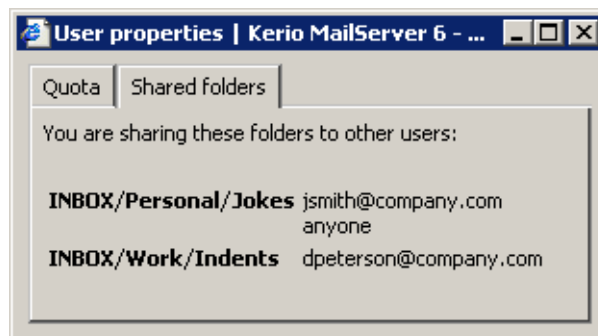 User properties | Kerio MailServer 6 - ...
Quota
Shared folders
You are sharing these folders to other users:
INBOX/Personal/Jokes jsmith@company.com
anyone
INBOX/Work/Indents dpeterson@company.com